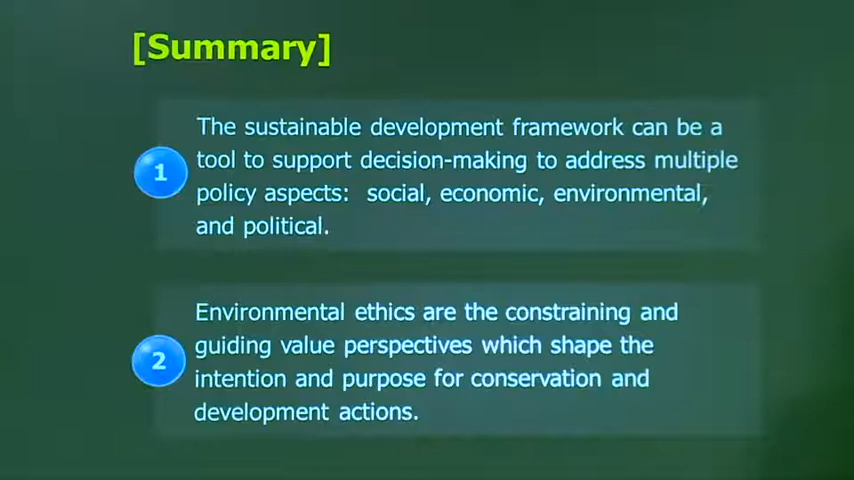 [Summary]
1
The sustainable development framework can be a
tool to support decision-making to address multiple
policy aspects:  social, economic, environmental,
and political.
2
Environmental ethics are the constraining and
guiding value perspectives which shape the
intention and purpose for conservation and
development actions.